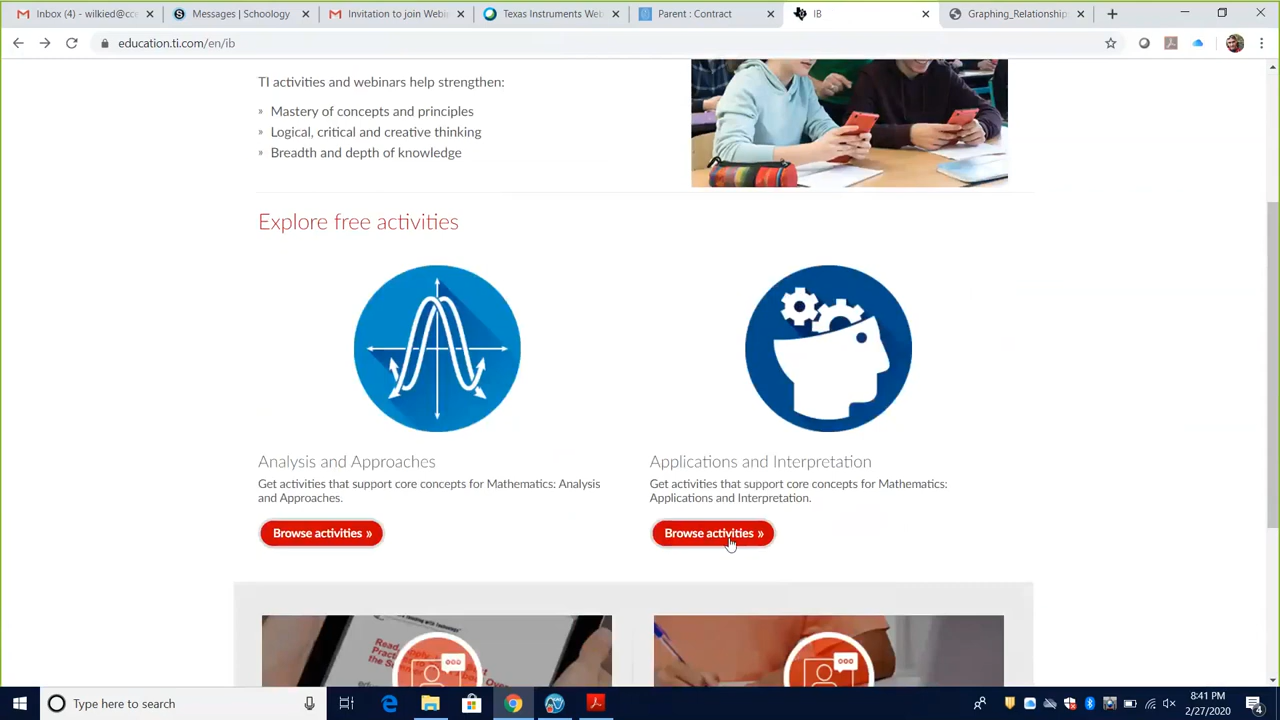 Inbox (4) - wilkied@cc
Messages | Schoology
Invitation to join Webi
Texas Instruments Web
Parent : Contract
IB
Graphing_Relationship
education.ti.com/en/ib
TI activities and webinars help strengthen:
» Mastery of concepts and principles
» Logical, critical and creative thinking
» Breadth and depth of knowledge
Explore free activities
Analysis and Approaches
Get activities that support core concepts for Mathematics: Analysis
and Approaches.
Browse activities »
Applications and Interpretation
Get activities that support core concepts for Mathematics:
Applications and Interpretation.
Browse activities »
Type here to search
8:41 PM
2/27/2020
4